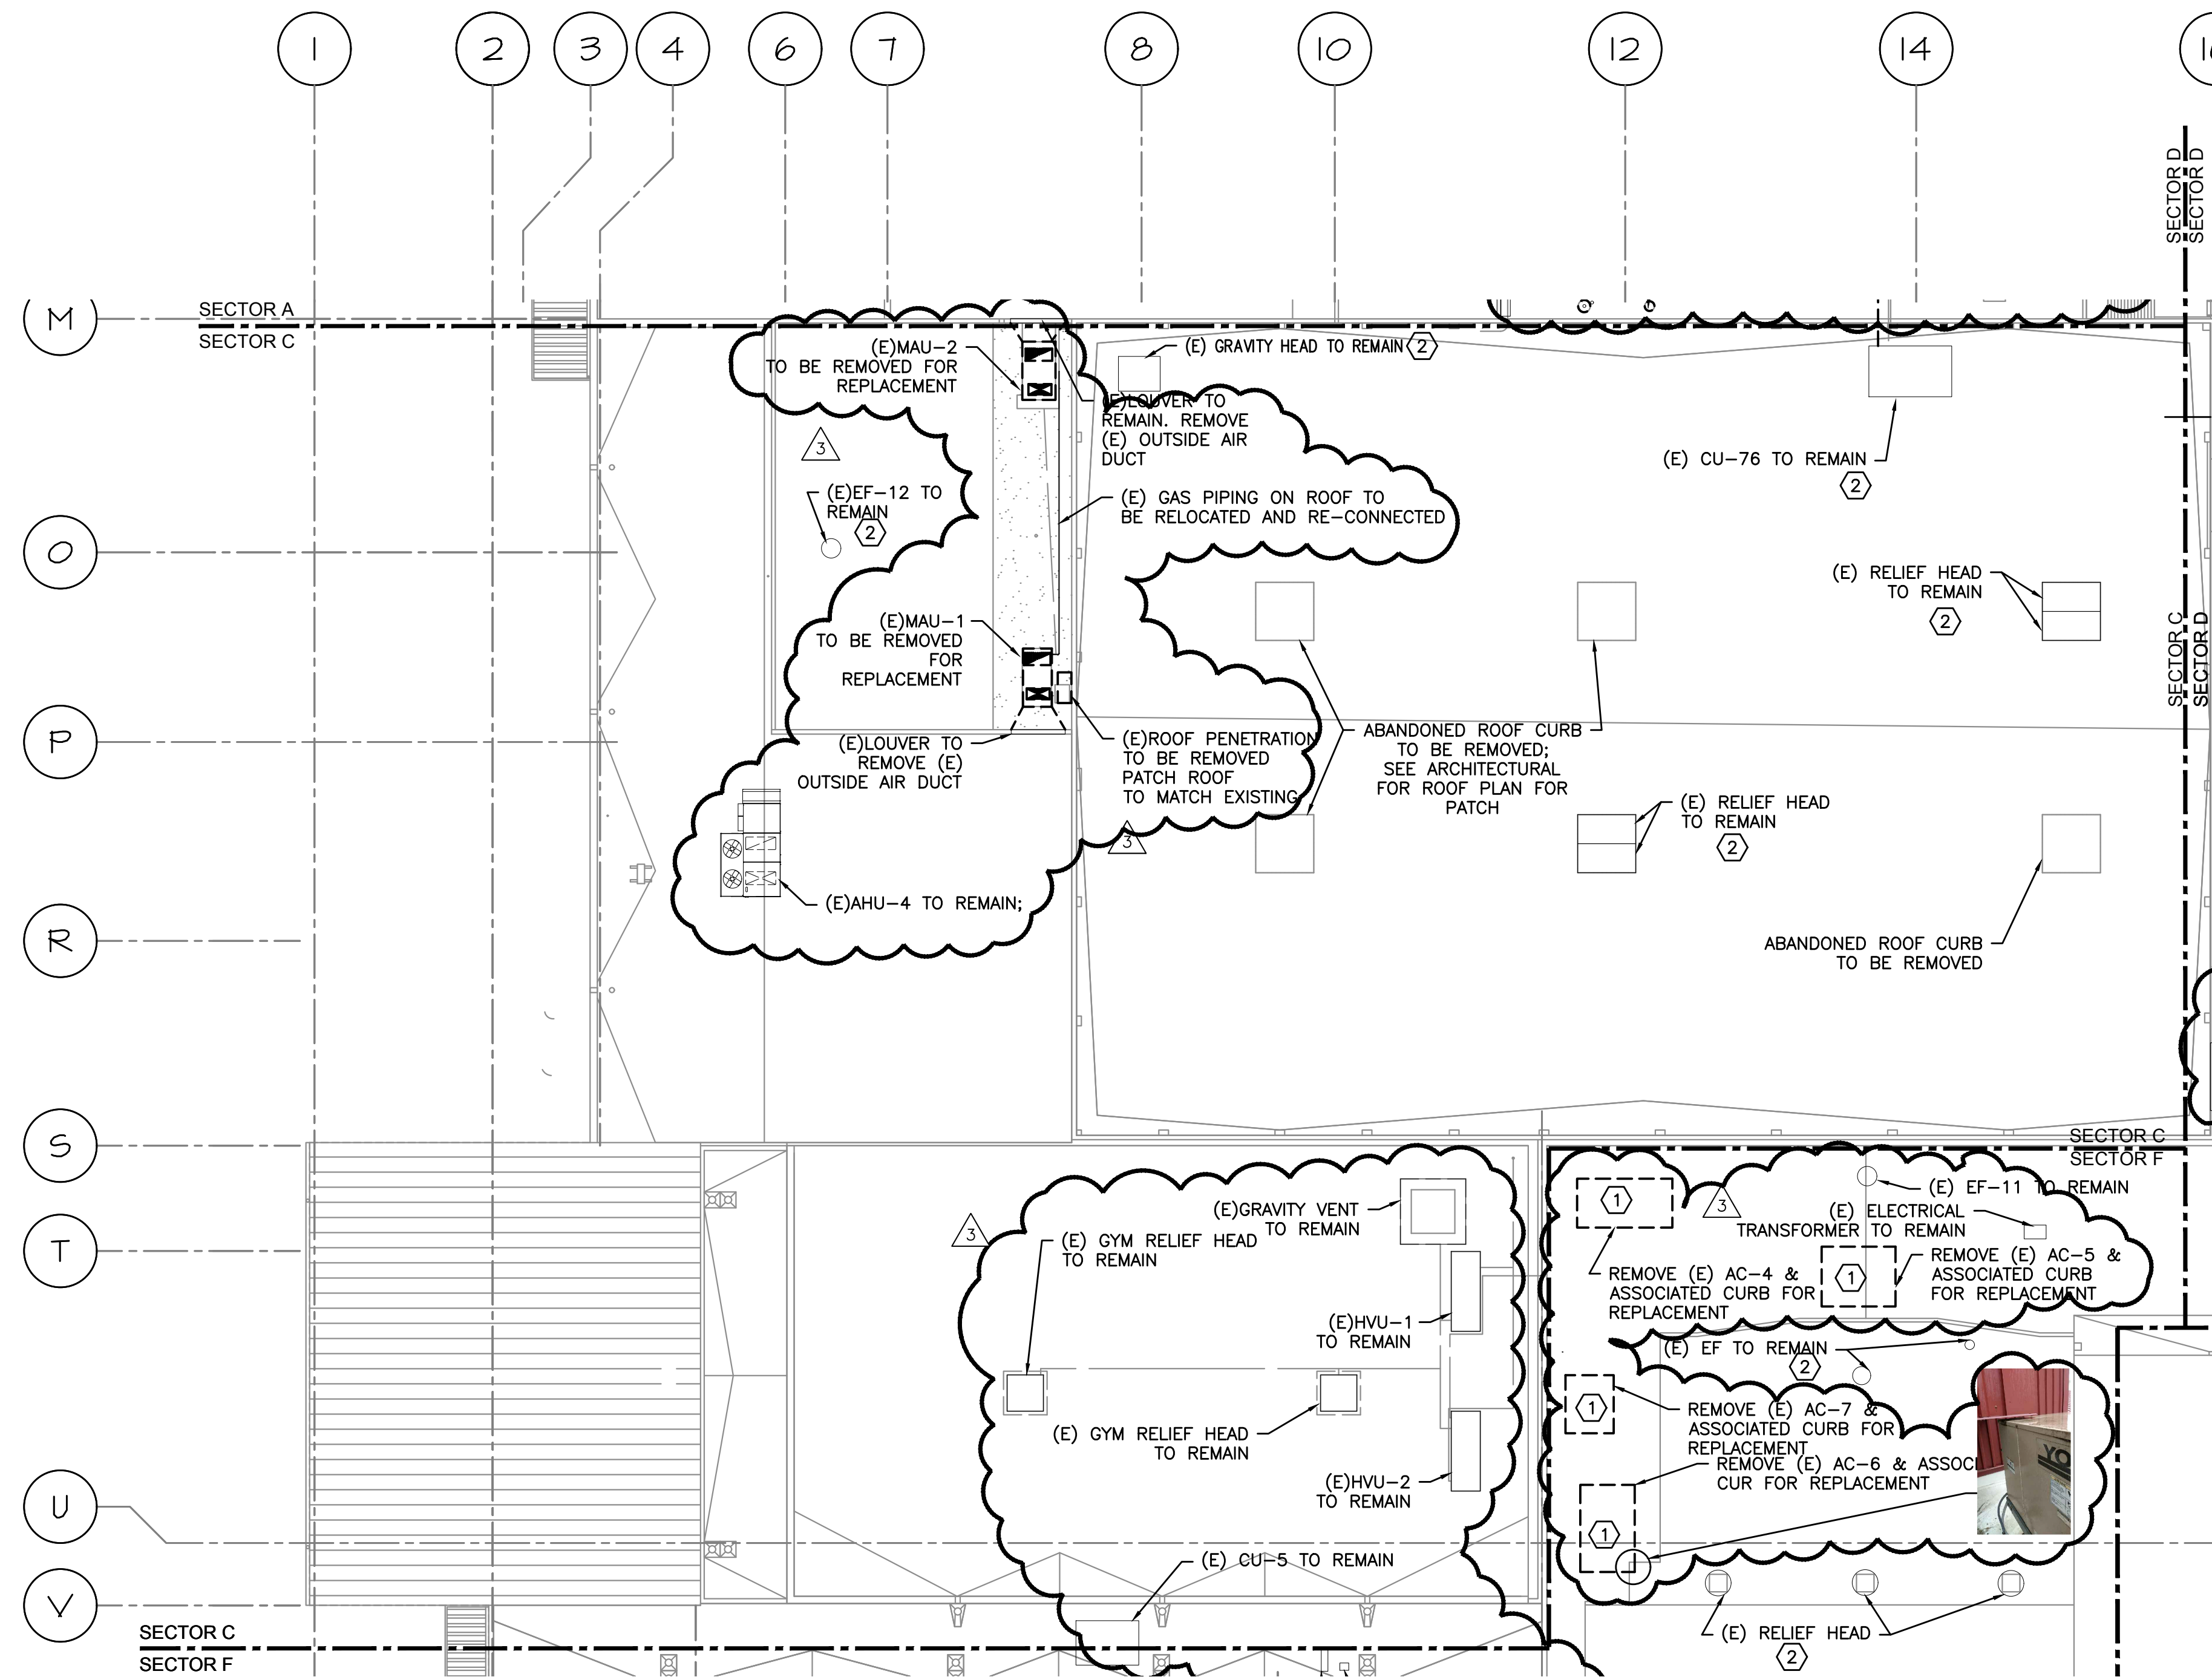 1
2
3
4
6
7
8
10
12
14
SECTOR D
SECTOR D
M
SECTOR A
SECTOR C
(E)MAU-2
TO BE REMOVED FOR
REPLACEMENT
(E) GRAVITY HEAD TO REMAIN 2
(E)LOUVER TO
REMAIN. REMOVE
(E) OUTSIDE AIR
DUCT
3
(E) CU-76 TO REMAIN
2
(E)EF-12 TO
REMAIN
2
(E) GAS PIPING ON ROOF TO
BE RELOCATED AND RE-CONNECTED
O
(E) RELIEF HEAD
TO REMAIN
2
SECTOR C
SECTOR D
(E)MAU-1
TO BE REMOVED
FOR
REPLACEMENT
P
(E)LOUVER TO
REMOVE (E)
OUTSIDE AIR DUCT
(E)ROOF PENETRATION
TO BE REMOVED
PATCH ROOF
TO MATCH EXISTING
3
ABANDONED ROOF CURB
TO BE REMOVED;
SEE ARCHITECTURAL
FOR ROOF PLAN FOR
PATCH
(E) RELIEF HEAD
TO REMAIN
2
(E)AHU-4 TO REMAIN;
R
ABANDONED ROOF CURB
TO BE REMOVED
S
SECTOR C
SECTOR F
T
3
(E) GYM RELIEF HEAD
TO REMAIN
(E)GRAVITY VENT
TO REMAIN
1
3
(E) EF-11 TO REMAIN
(E) ELECTRICAL
TRANSFORMER TO REMAIN
REMOVE (E) AC-4 &
ASSOCIATED CURB FOR
REPLACEMENT
1
REMOVE (E) AC-5 &
ASSOCIATED CURB
FOR REPLACEMENT
(E)HVU-1
TO REMAIN
(E) EF TO REMAIN
2
1
REMOVE (E) AC-7 &
ASSOCIATED CURB FOR
REPLACEMENT
(E) GYM RELIEF HEAD
TO REMAIN
REMOVE (E) AC-6 & ASSOCI
CUR FOR REPLACEMENT
YO
(E)HVU-2
TO REMAIN
U
1
(E) CU-5 TO REMAIN
V
SECTOR C
SECTOR F
(E) RELIEF HEAD
2